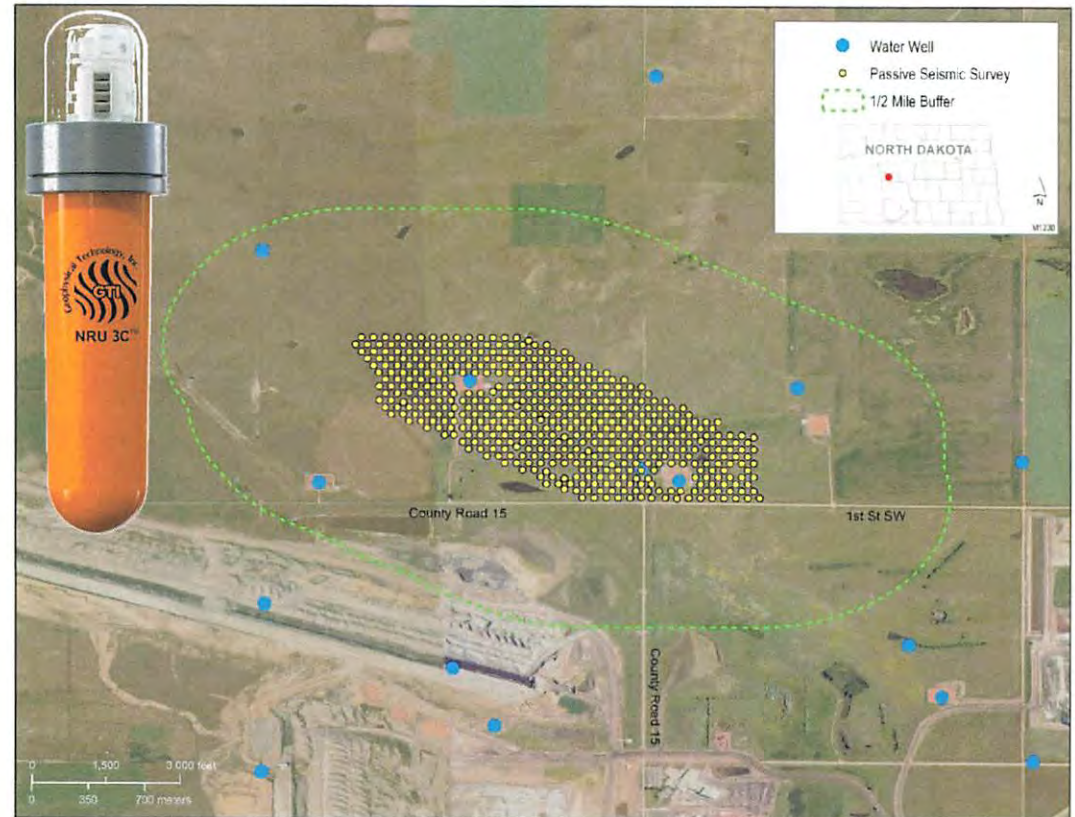 Geophysical Technology, Inc.
GTI
NRU 3C™
Water Well
Passive Seismic Survey
1/2 Mile Buffer
NORTH DAKOTA
N
County Road 15
1st St SW
County Road 15
0 1,500 3,000 feet
0 350 700 meters